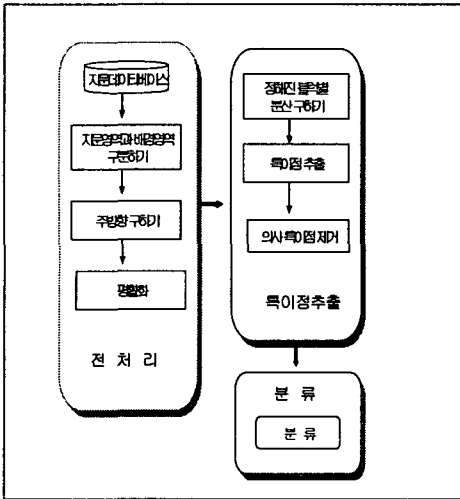 지문데이타베이스
지문영역과 배경영역
구분하기
주방향 구하기
평활화
전 처 리
정해진 블록별
분산 구하기
특이점 추출
의사 특이점 제거
특이점추출
분 류
분 류